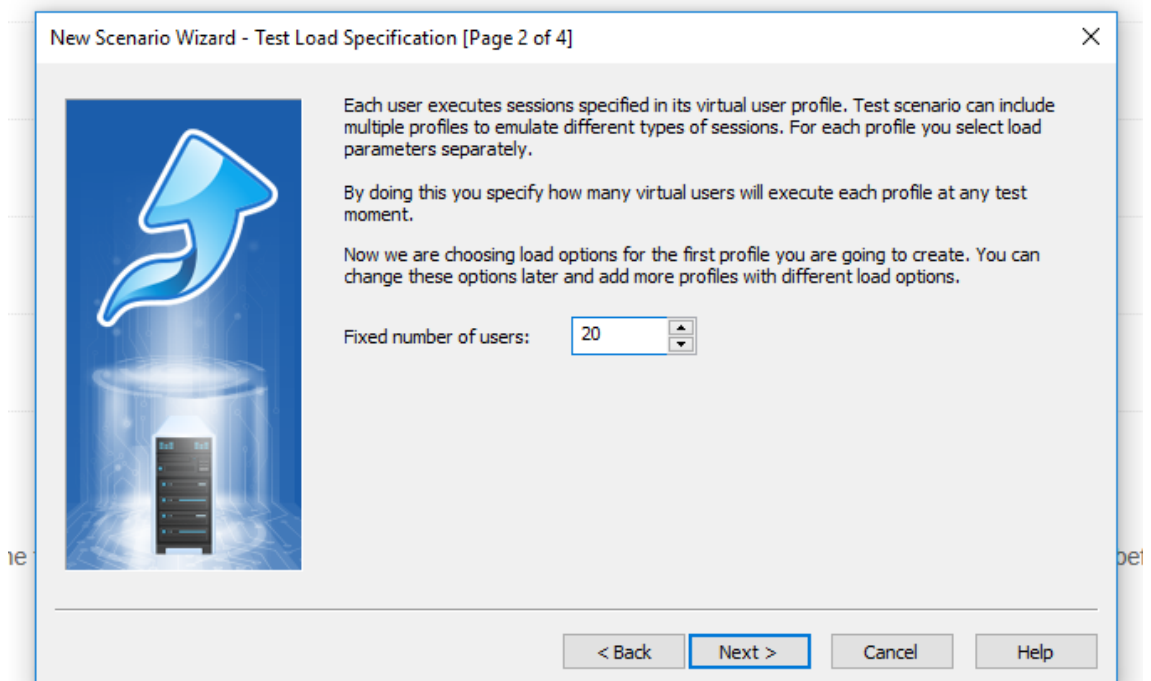 New Scenario Wizard - Test Load Specification [Page 2 of 4]
Each user executes sessions specified in its virtual user profile. Test scenario can include
multiple profiles to emulate different types of sessions. For each profile you select load
parameters separately.
By doing this you specify how many virtual users will execute each profile at any test
moment.
Now we are choosing load options for the first profile you are going to create. You can
change these options later and add more profiles with different load options.
Fixed number of users: 20
< Back Next > Cancel Help